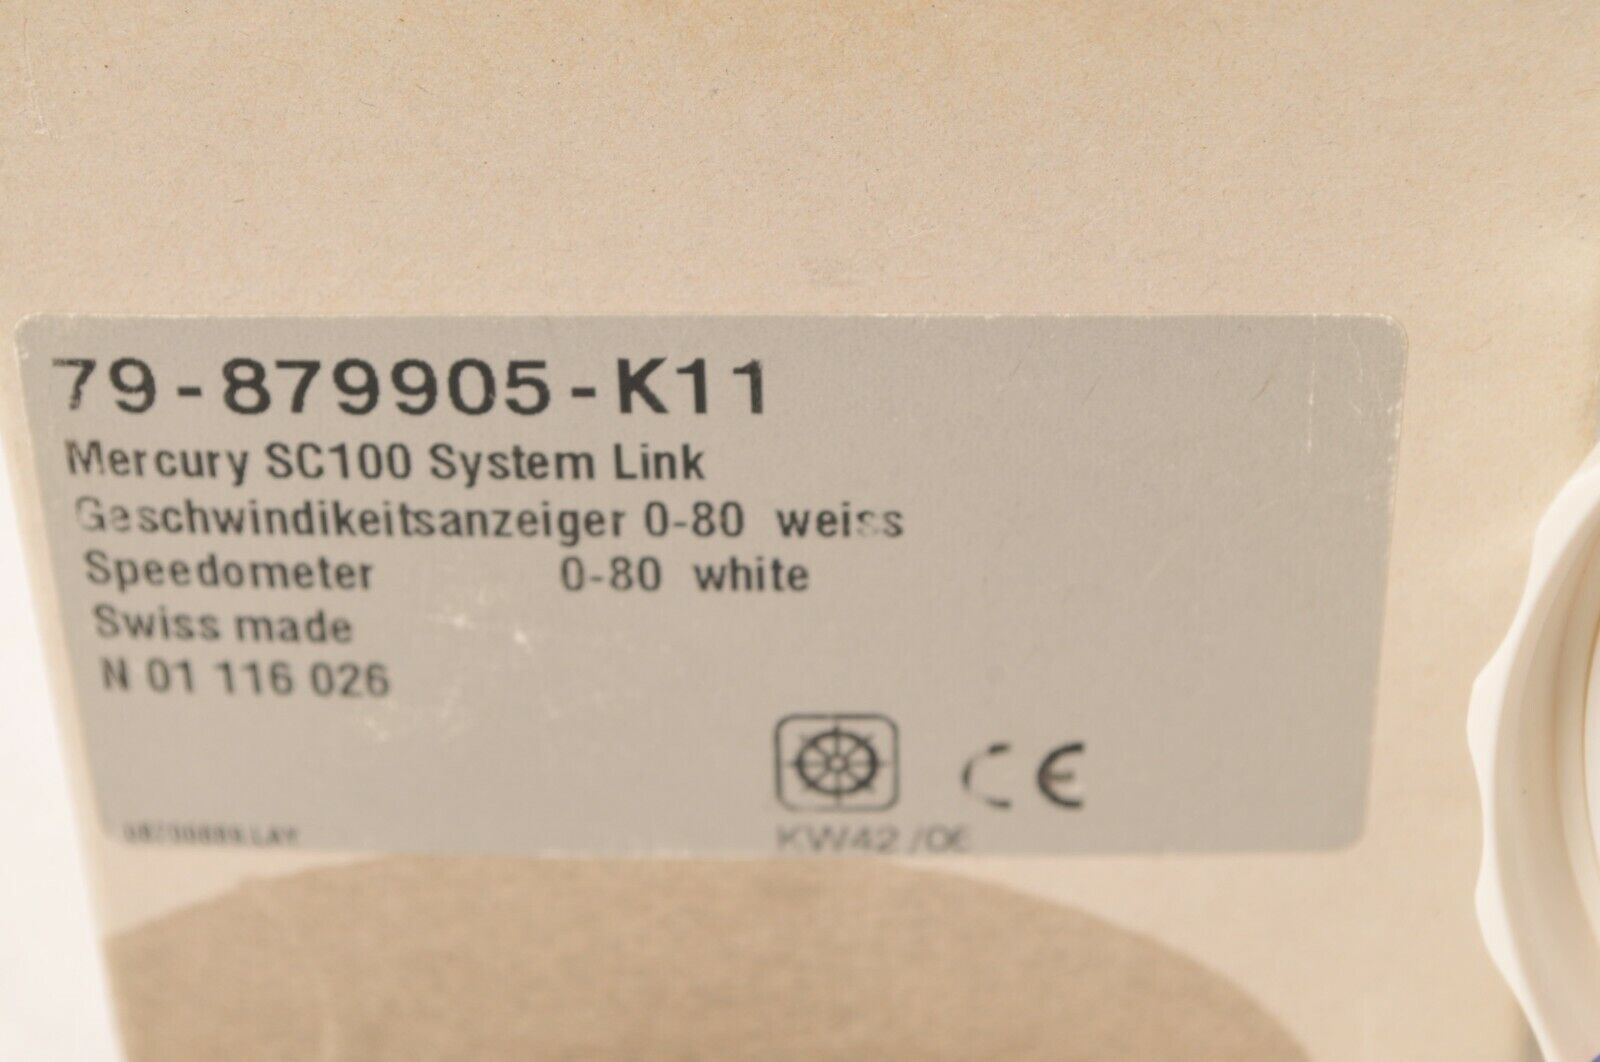 79-879905-K11
Mercury SC100 System Link
Geschwindikeitsanzeiger 0-80 weiss
Speedometer 0-80 white
Swiss made
N 01 116 026
CE
KW42/06